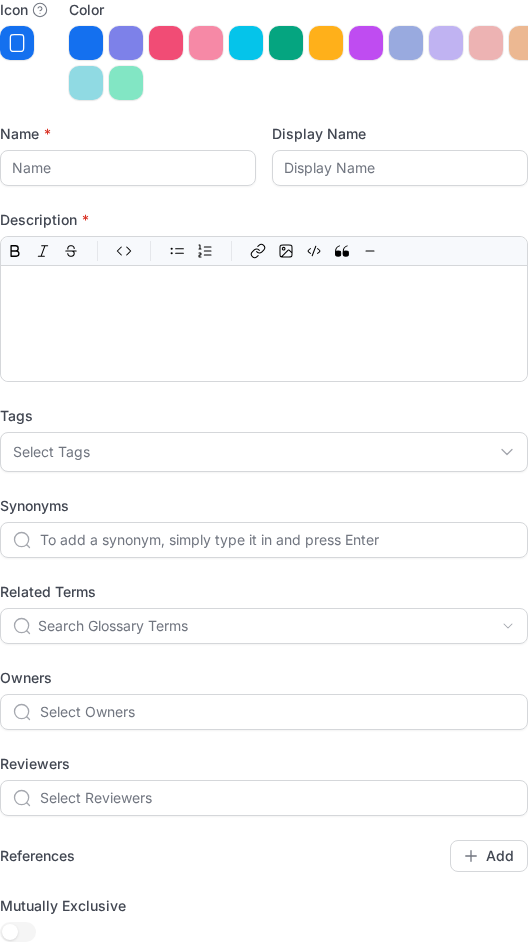 Icon Color
Name * Display Name
Name Display Name
Description *
Tags
Select Tags
Synonyms
To add a synonym, simply type it in and press Enter
Related Terms
Search Glossary Terms
Owners
Select Owners
Reviewers
Select Reviewers
References Add
Mutually Exclusive